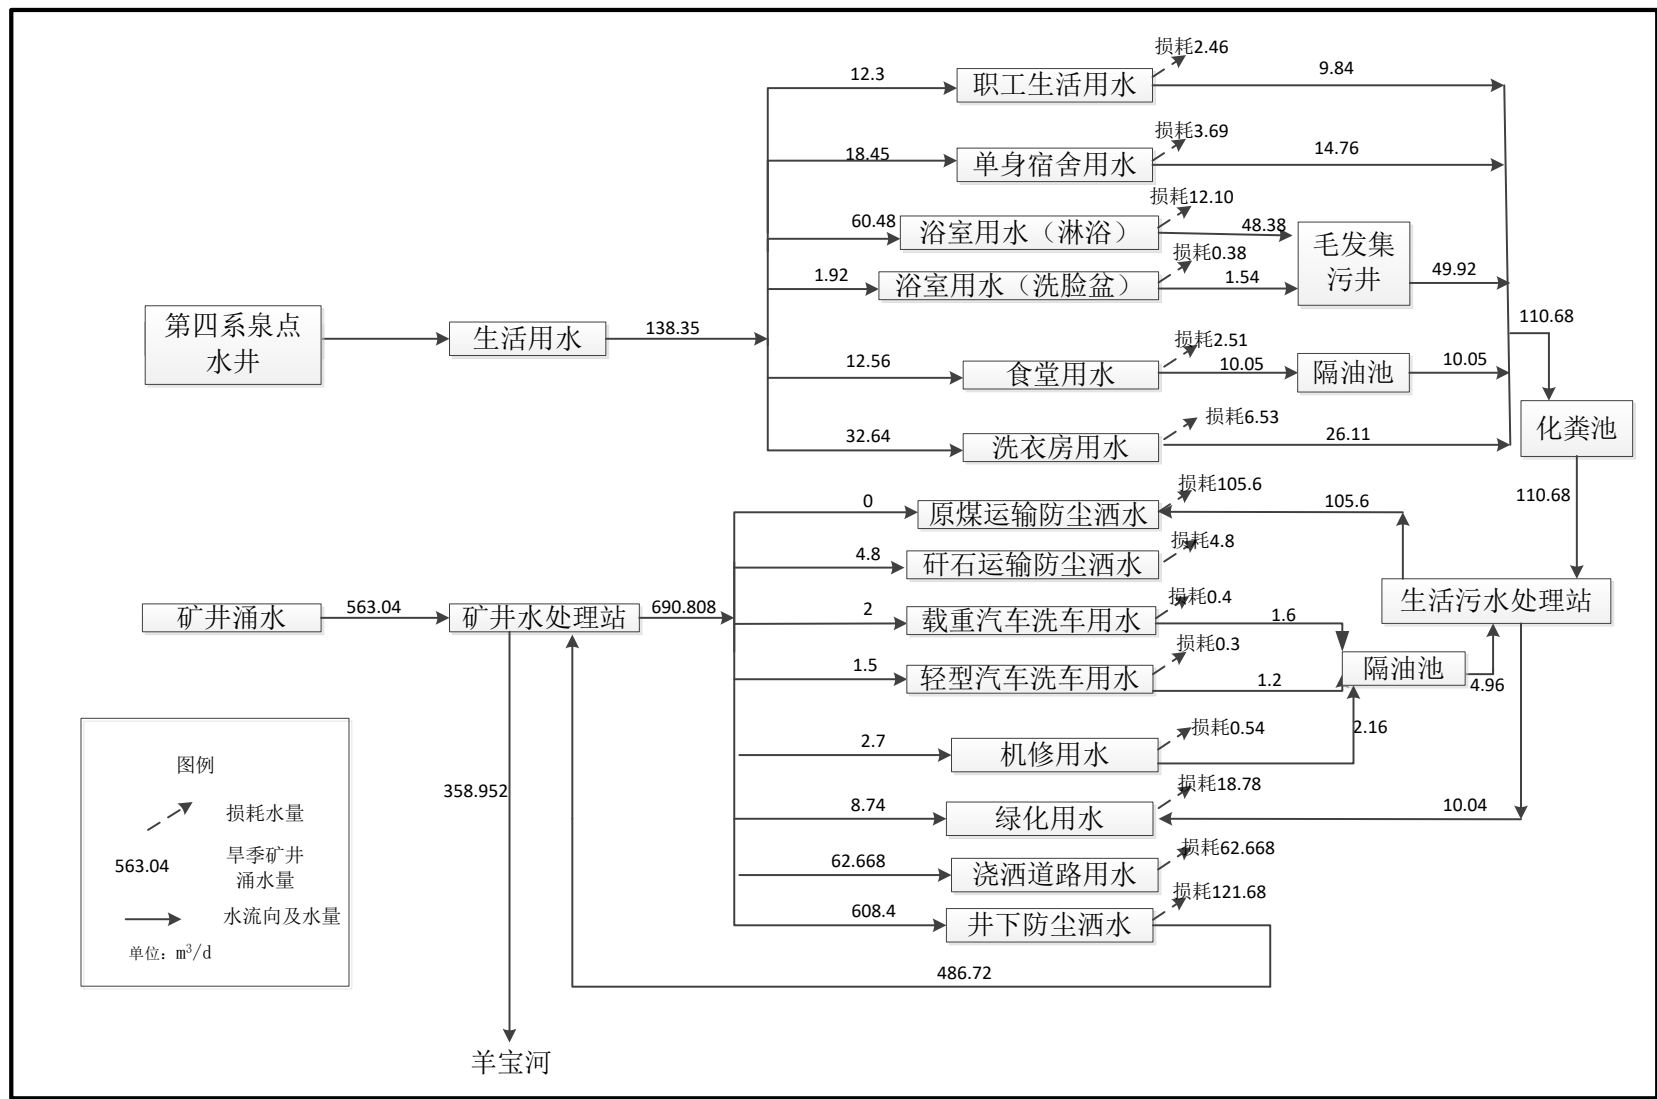 损耗2.46
12.3
职工生活用水
9.84
损耗3.69
18.45
单身宿舍用水
14.76
损耗12.10
60.48
浴室用水（淋浴）
48.38
毛发集
污井
损耗0.38
1.92
浴室用水（洗脸盆）
1.54
49.92
第四系泉点
水井
生活用水
138.35
110.68
损耗2.51
12.56
食堂用水
10.05
隔油池
10.05
化粪池
损耗6.53
32.64
洗衣房用水
26.11
110.68
损耗105.6
0
原煤运输防尘洒水
105.6
损耗4.8
4.8
矸石运输防尘洒水
生活污水处理站
矿井涌水
563.04
矿井水处理站
690.808
损耗0.4
2
载重汽车洗车用水
1.6
损耗0.3
1.5
轻型汽车洗车用水
1.2
隔油池
4.96
损耗0.54
2.7
机修用水
2.16
358.952
损耗18.78
8.74
绿化用水
10.04
损耗62.668
62.668
浇洒道路用水
损耗121.68
608.4
井下防尘洒水
486.72
羊宝河
图例
损耗水量
563.04
旱季矿井
涌水量
水流向及水量
单位：m³/d